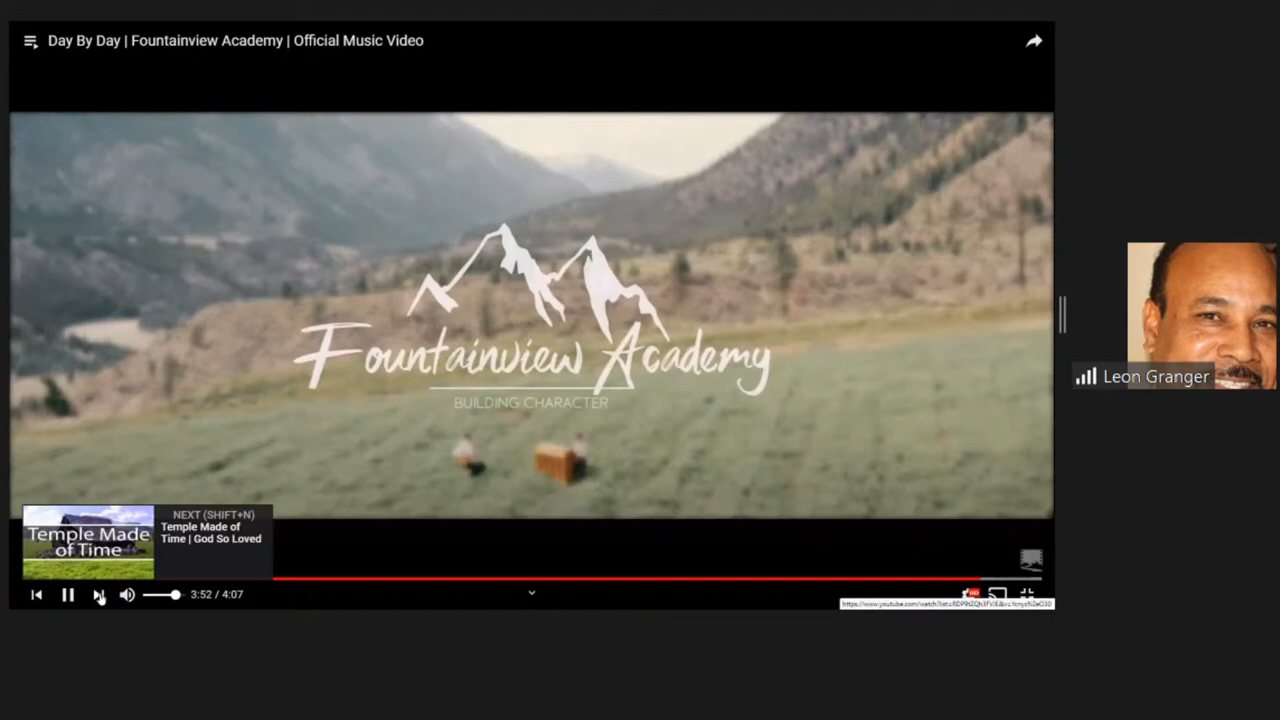 Day By Day | Fountainview Academy | Official Music Video
Fountainview Academy
BUILDING CHARACTER
Leon Granger
NEXT (SHIFT+N)
Temple Made of
Time | God So Loved
Temple Made
of Time
3:52 / 4:07
HD